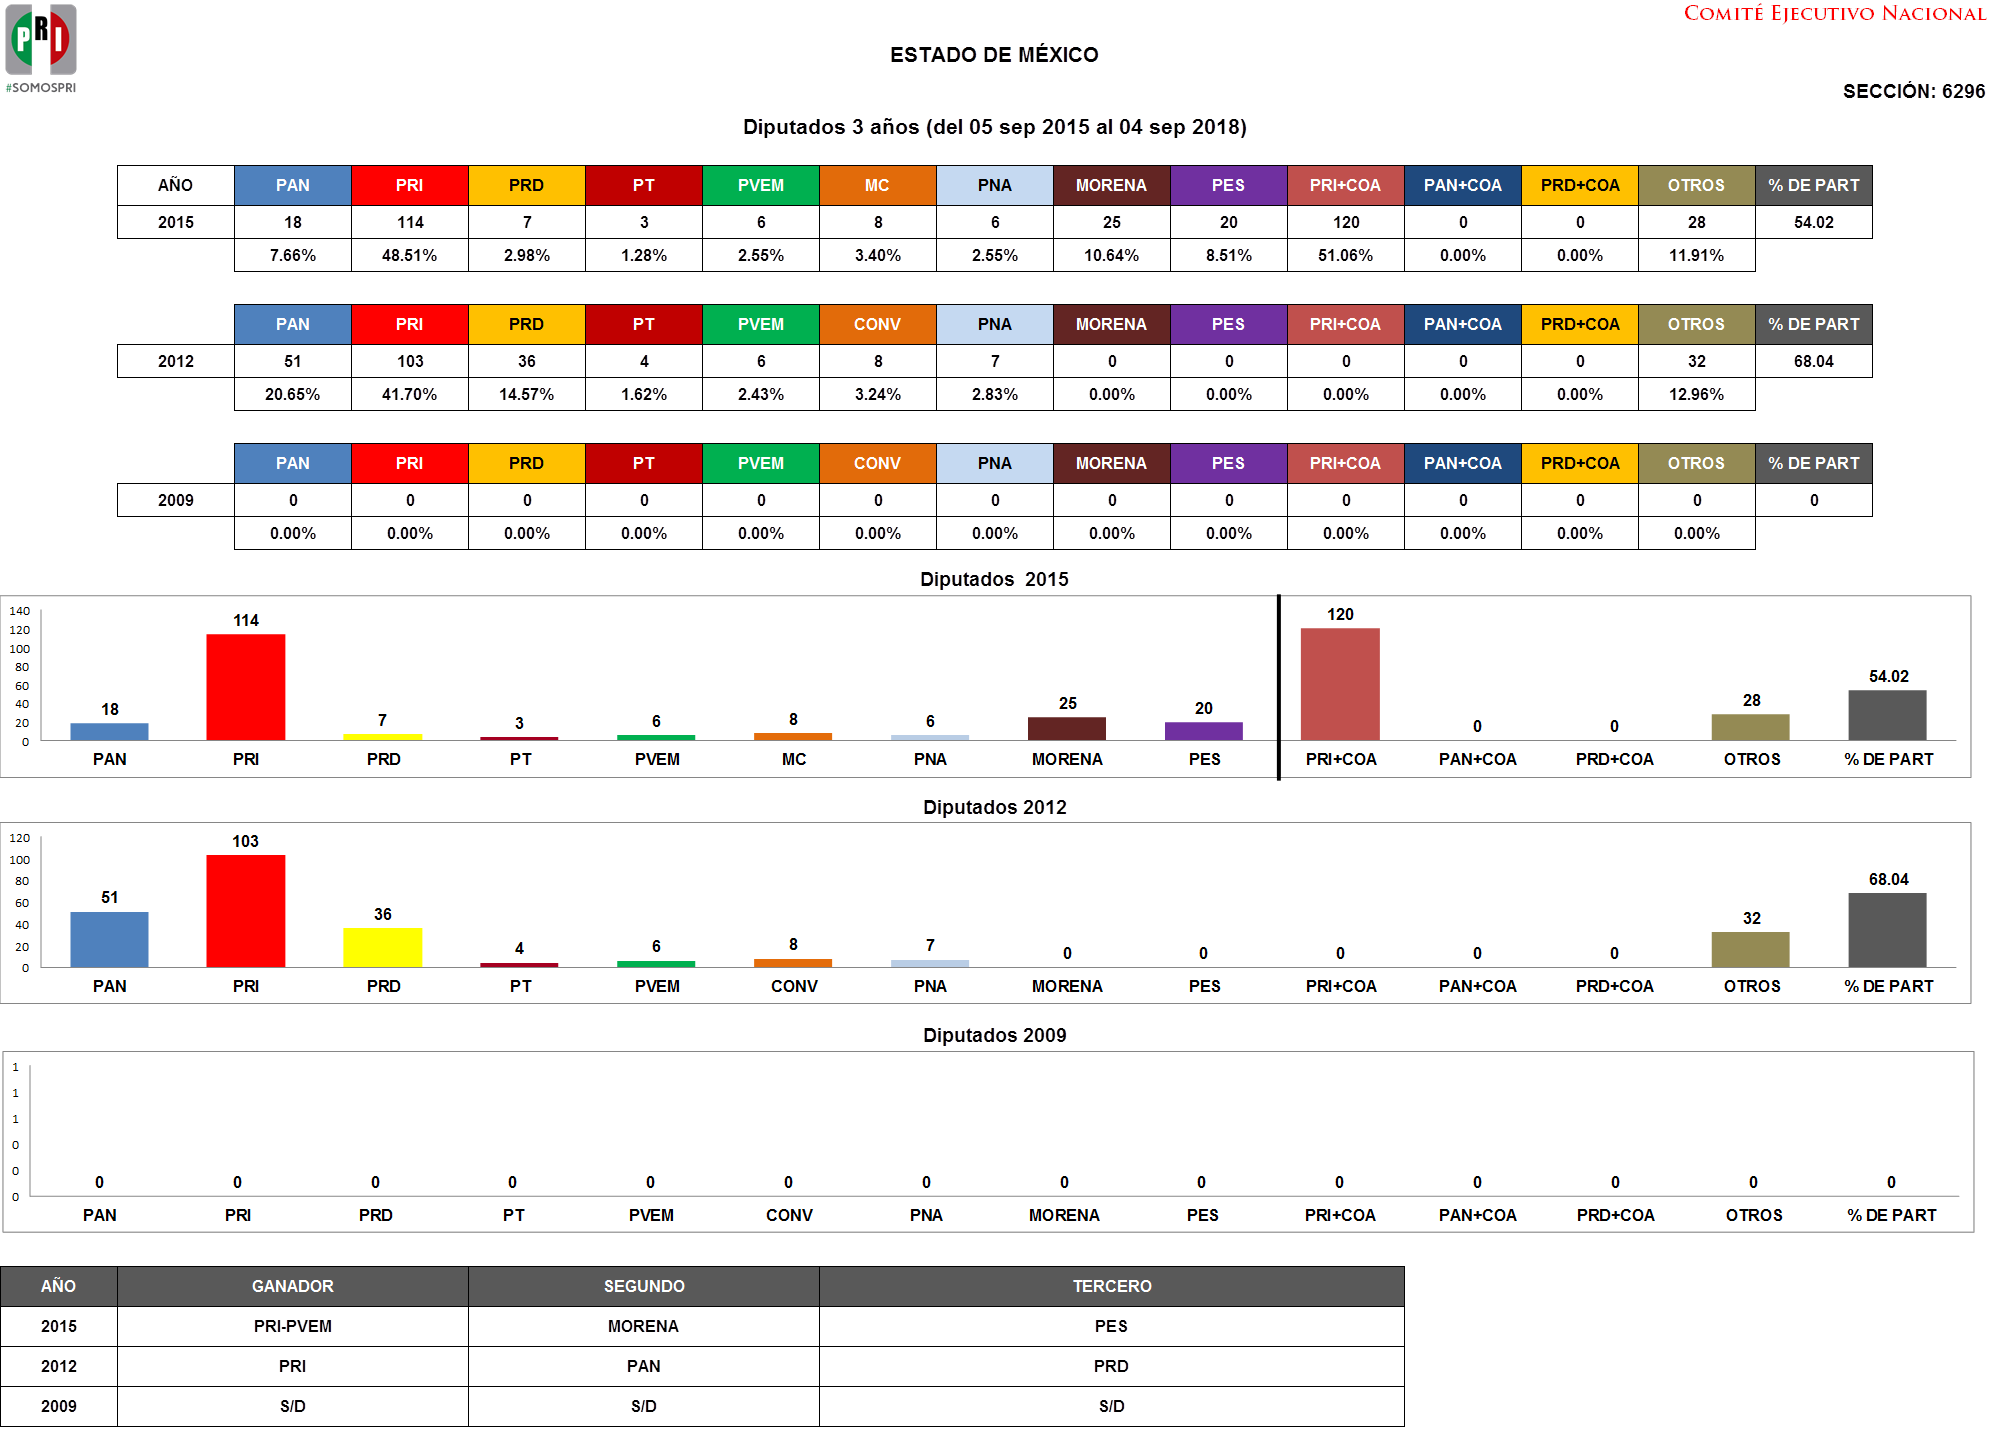 PRI
#SOMOSPRI
Comité Ejecutivo Nacional
ESTADO DE MÉXICO
SECCIÓN: 6296
Diputados 3 años (del 05 sep 2015 al 04 sep 2018)
AÑO PAN PRI PRD PT PVEM MC PNA MORENA PES PRI+COA PAN+COA PRD+COA OTROS % DE PART
2015 18 114 7 3 6 8 6 25 20 120 0 0 28 54.02
7.66% 48.51% 2.98% 1.28% 2.55% 3.40% 2.55% 10.64% 8.51% 51.06% 0.00% 0.00% 11.91%
PAN PRI PRD PT PVEM CONV PNA MORENA PES PRI+COA PAN+COA PRD+COA OTROS % DE PART
2012 51 103 36 4 6 8 7 0 0 0 0 0 32 68.04
20.65% 41.70% 14.57% 1.62% 2.43% 3.24% 2.83% 0.00% 0.00% 0.00% 0.00% 0.00% 12.96%
PAN PRI PRD PT PVEM CONV PNA MORENA PES PRI+COA PAN+COA PRD+COA OTROS % DE PART
2009 0 0 0 0 0 0 0 0 0 0 0 0 0 0
0.00% 0.00% 0.00% 0.00% 0.00% 0.00% 0.00% 0.00% 0.00% 0.00% 0.00% 0.00% 0.00%
Diputados 2015
140
120
100
80
60
40
20
0
18 114 7 3 6 8 6 25 20 120 0 0 28 54.02
PAN PRI PRD PT PVEM MC PNA MORENA PES PRI+COA PAN+COA PRD+COA OTROS % DE PART
Diputados 2012
120
100
80
60
40
20
0
51 103 36 4 6 8 7 0 0 0 0 0 32 68.04
PAN PRI PRD PT PVEM CONV PNA MORENA PES PRI+COA PAN+COA PRD+COA OTROS % DE PART
Diputados 2009
1
1
1
0
0
0
0 0 0 0 0 0 0 0 0 0 0 0 0 0
PAN PRI PRD PT PVEM CONV PNA MORENA PES PRI+COA PAN+COA PRD+COA OTROS % DE PART
AÑO GANADOR SEGUNDO TERCERO
2015 PRI-PVEM MORENA PES
2012 PRI PAN PRD
2009 S/D S/D S/D